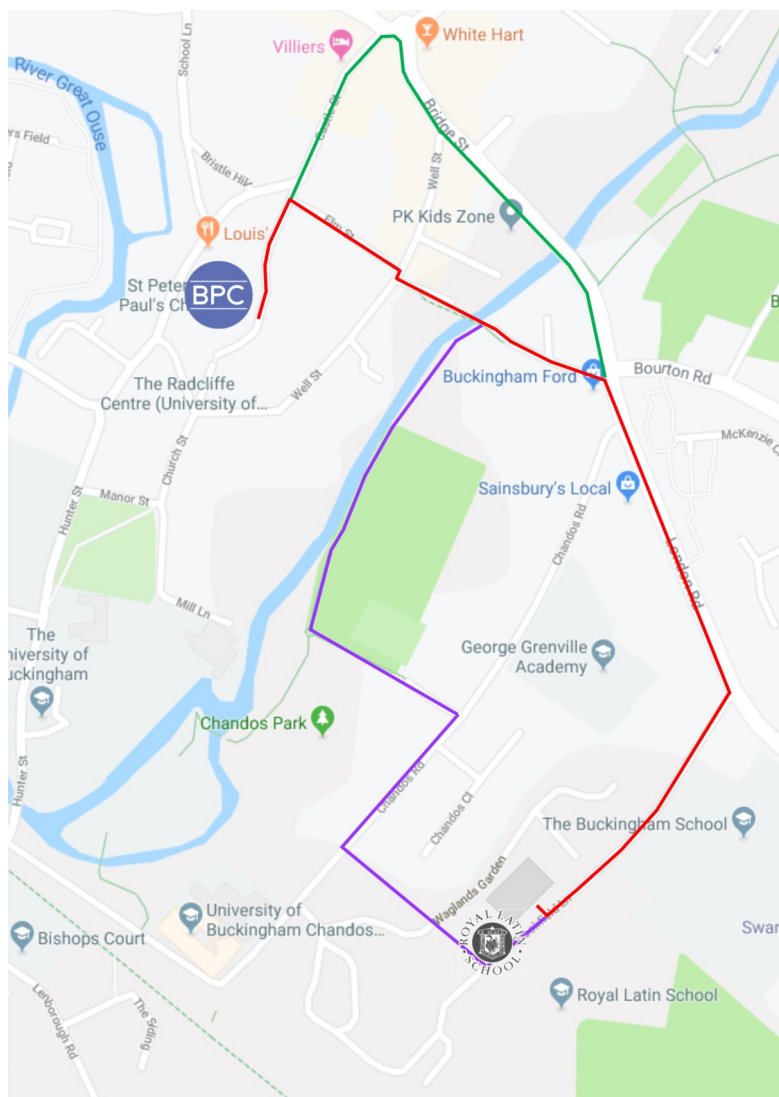 White Hart
Villiers
School Ln
River Great Ouse
ers Field
Castle St
Bridge St
Bristle Hill
Well St
PK Kids Zone
Elm St
Louis'
St Peter
Paul's Ch
BPC
Buckingham Ford
Bourton Rd
B
The Radcliffe
Centre (University of...
Well St
McKenzie C
Church St
Hunter St
Manor St
Sainsbury's Local
Chandos Rd
London Rd
Mill Ln
The
niversity of
uckingham
George Grenville
Academy
Chandos Park
Hunter St
Chandos Rd
Chandos Cl
The Buckingham School
Waglands Garden
University of
Buckingham Chandos...
Bishops Court
ROYAL LATIN
SCHOOL
Swan
Royal Latin School
Lenborough Rd
The Siding